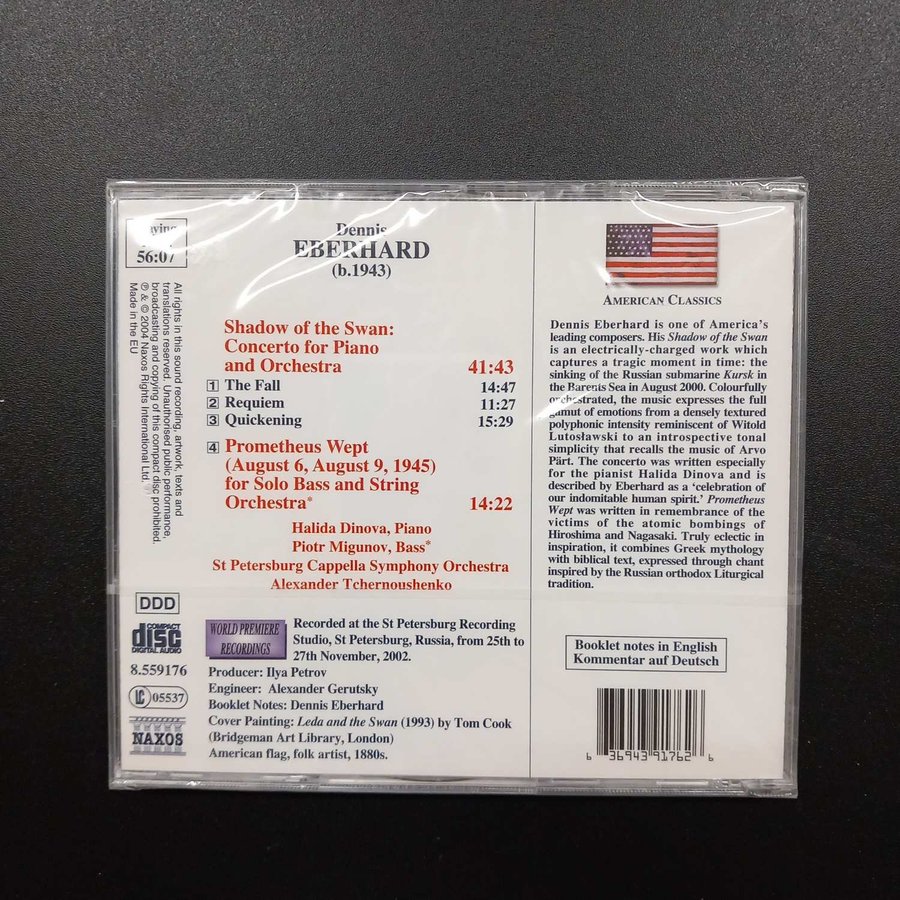 56:07
All rights in this sound recording, artwork, texts and
translations reserved. Unauthorised public performance,
broadcasting and copying of this compact disc prohibited.
℗ & © 2004 Naxos Rights International Ltd.
Made in the EU
Dennis
EBERHARD
(b.1943)
Shadow of the Swan:
Concerto for Piano
and Orchestra 41:43
1 The Fall 14:47
2 Requiem 11:27
3 Quickening 15:29
4 Prometheus Wept
(August 6, August 9, 1945)
for Solo Bass and String
Orchestra* 14:22
Halida Dinova, Piano
Piotr Migunov, Bass*
St Petersburg Cappella Symphony Orchestra
Alexander Tchernoushenko
DDD
COMPACT
disc
DIGITAL AUDIO
8.559176
LC 05537
NAXOS
WORLD PREMIERE
RECORDINGS
Recorded at the St Petersburg Recording
Studio, St Petersburg, Russia, from 25th to
27th November, 2002.
Producer: Ilya Petrov
Engineer: Alexander Gerutsky
Booklet Notes: Dennis Eberhard
Cover Painting: Leda and the Swan (1993) by Tom Cook
(Bridgeman Art Library, London)
American flag, folk artist, 1880s.
AMERICAN CLASSICS
Dennis Eberhard is one of America's
leading composers. His Shadow of the Swan
is an electrically-charged work which
captures a tragic moment in time: the
sinking of the Russian submarine Kursk in
the Barents Sea in August 2000. Colourfully
orchestrated, the music expresses the full
gamut of emotions from a densely textured
polyphonic intensity reminiscent of Witold
Lutosławski to an introspective tonal
simplicity that recalls the music of Arvo
Pärt. The concerto was written especially
for the pianist Halida Dinova and is
described by Eberhard as a 'celebration of
our indomitable human spirit.' Prometheus
Wept was written in remembrance of the
victims of the atomic bombings of
Hiroshima and Nagasaki. Truly eclectic in
inspiration, it combines Greek mythology
with biblical text, expressed through chant
inspired by the Russian orthodox Liturgical
tradition.
Booklet notes in English
Kommentar auf Deutsch
6 36943 91762 6